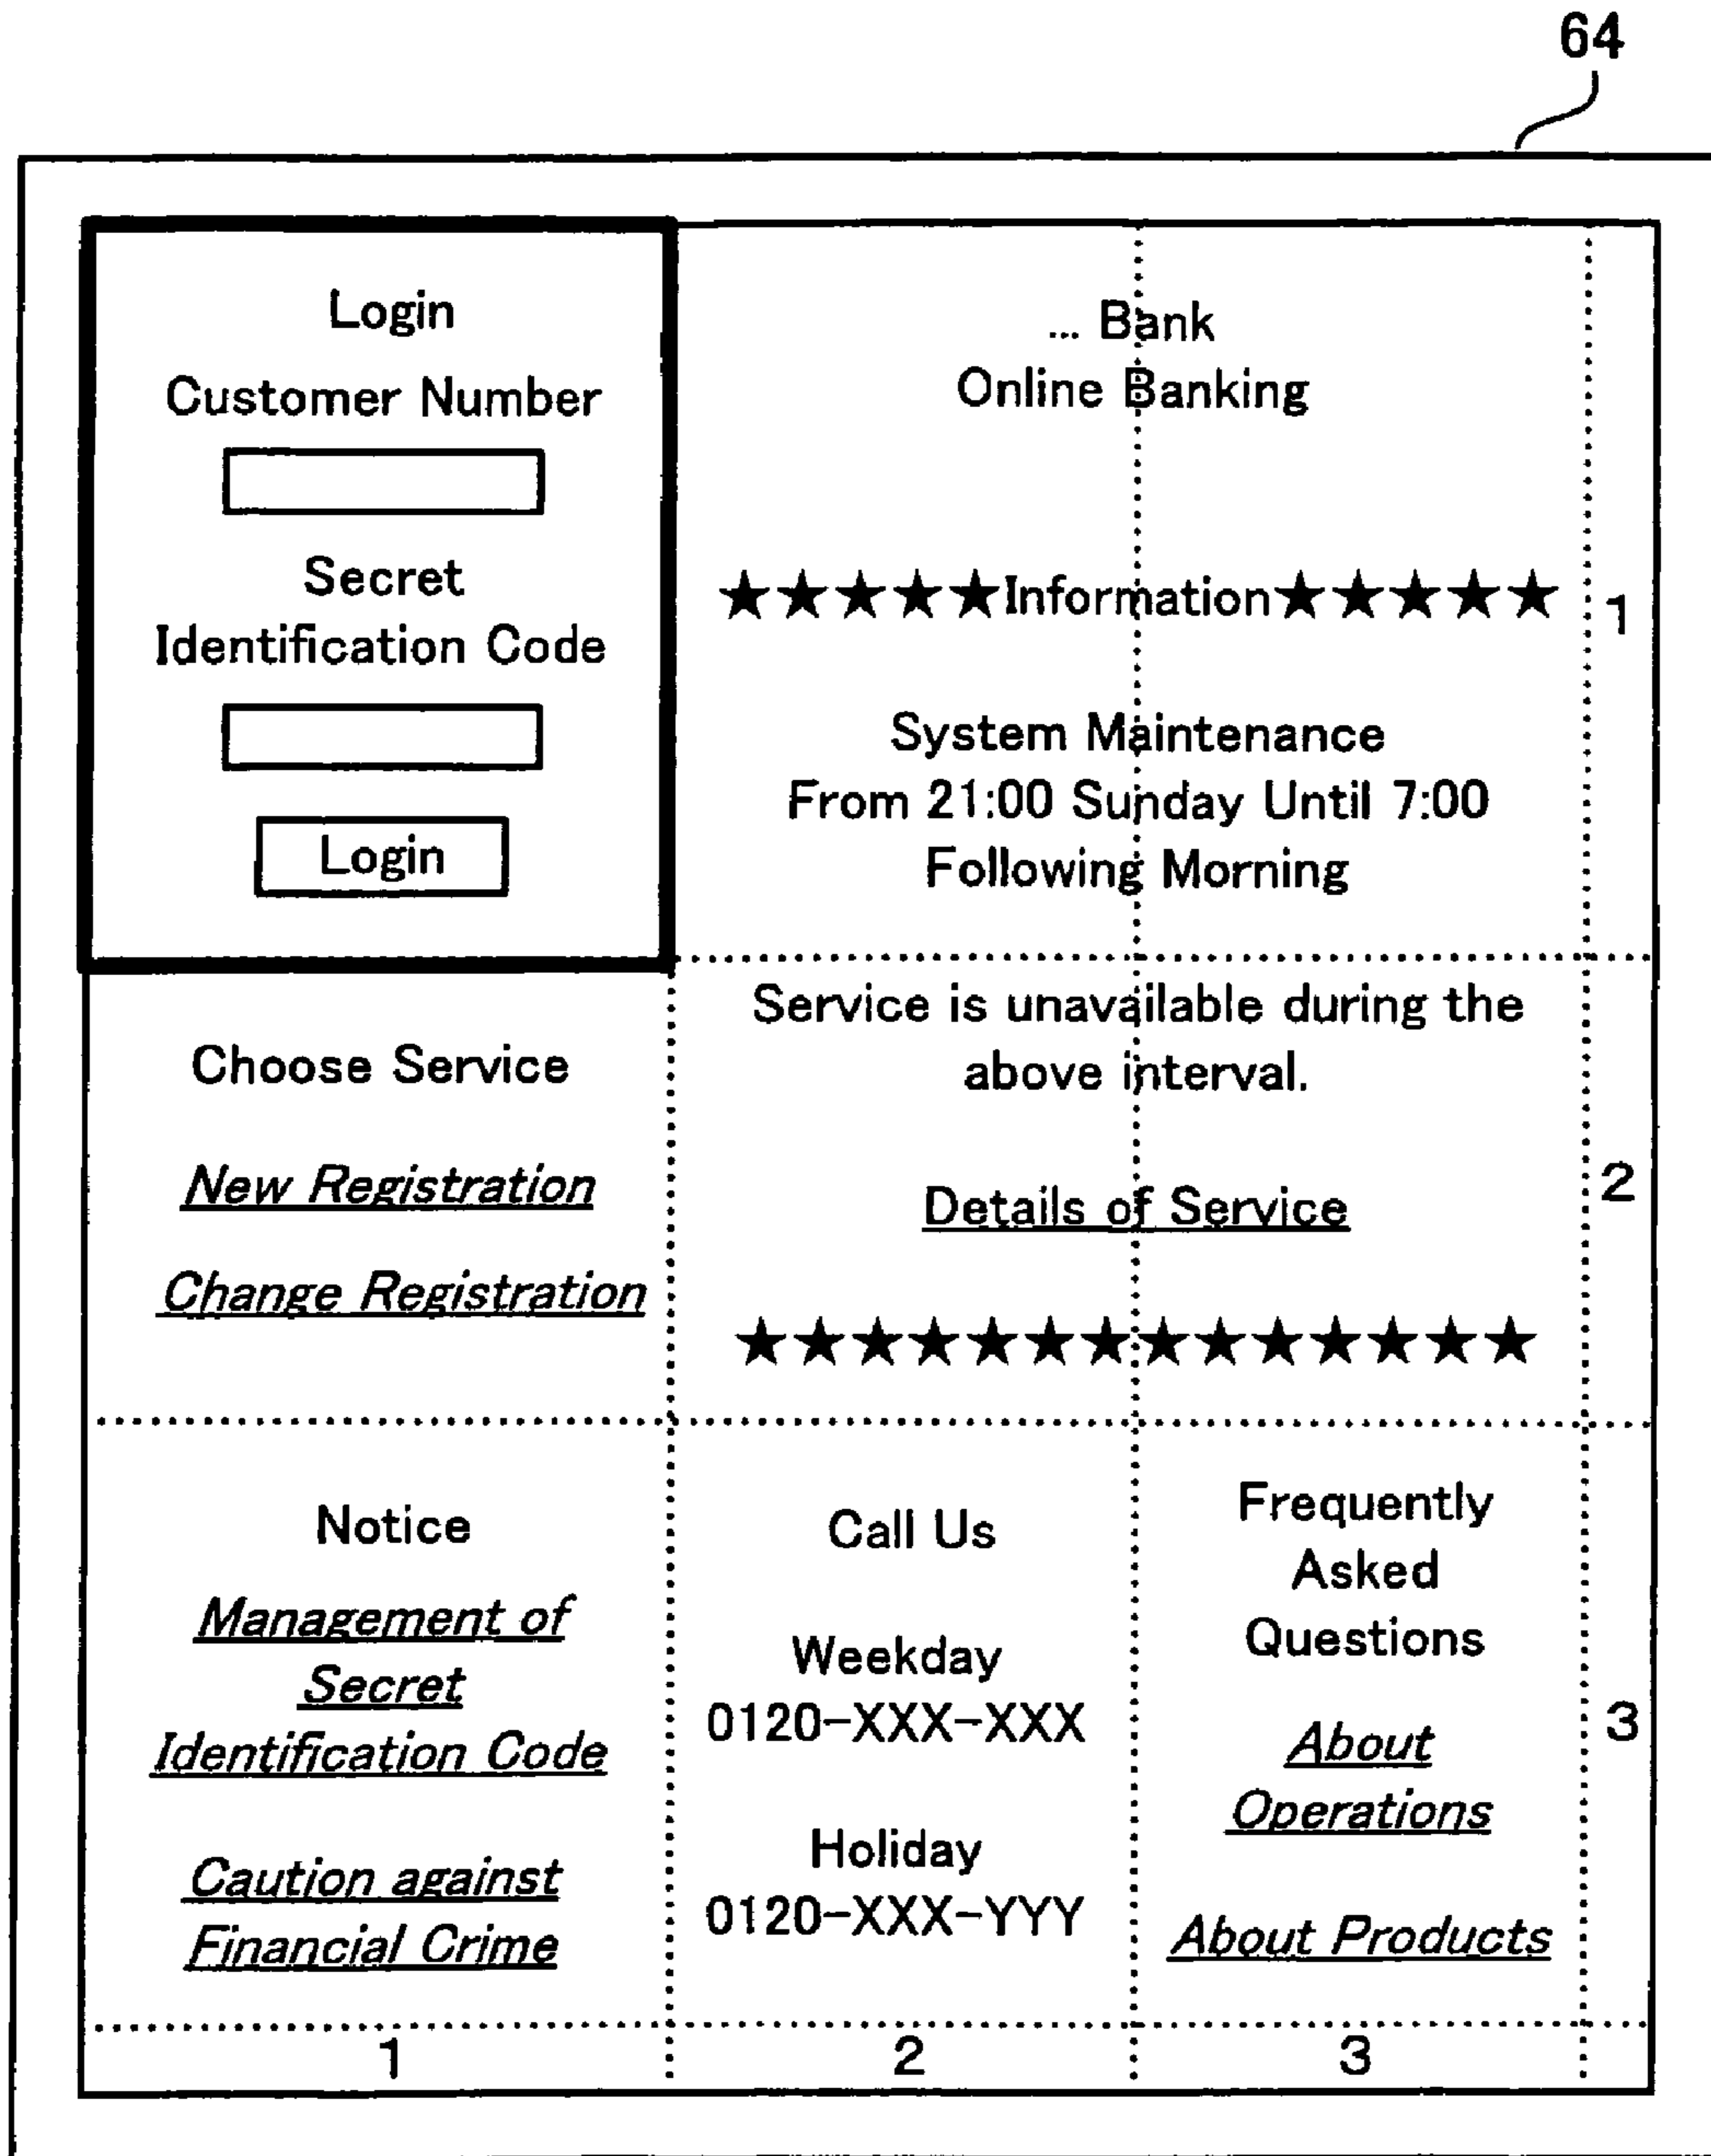 64
Login
Customer Number
Secret
Identification Code
Login
... Bank
Online Banking
★★★★★Information★★★★★
System Maintenance
From 21:00 Sunday Until 7:00
Following Morning
1
Choose Service
New Registration
Change Registration
Service is unavailable during the
above interval.
Details of Service
★★★★★★★★★★★★★★
2
Notice
Management of
Secret
Identification Code
Caution against
Financial Crime
Call Us
Weekday
0120-XXX-XXX
Holiday
0120-XXX-YYY
Frequently
Asked
Questions
About
Operations
About Products
3
1
2
3